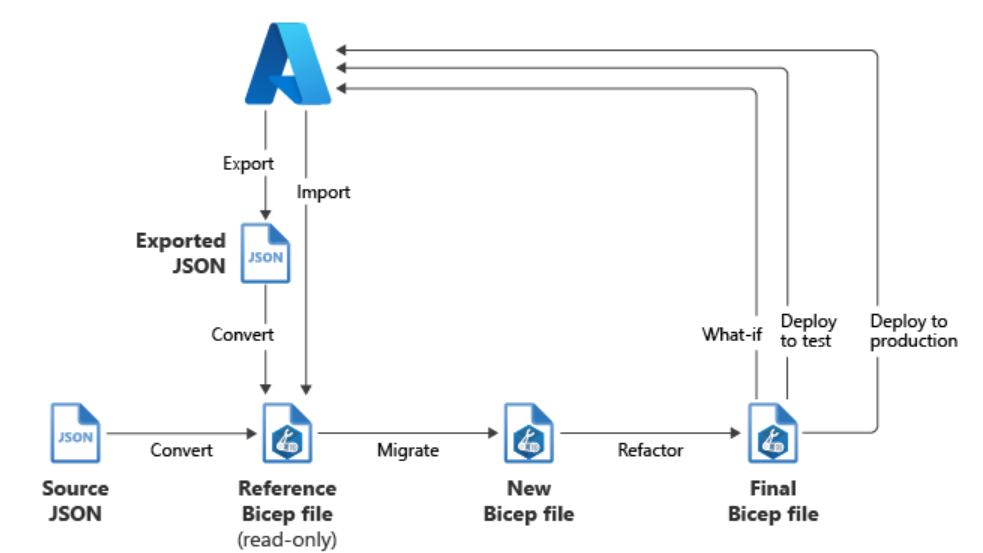 Export
Import
Exported
JSON
JSON
Convert
What-if
Deploy
to test
Deploy to
production
JSON
Convert
Migrate
Refactor
Source
JSON
Reference
Bicep file
(read-only)
New
Bicep file
Final
Bicep file